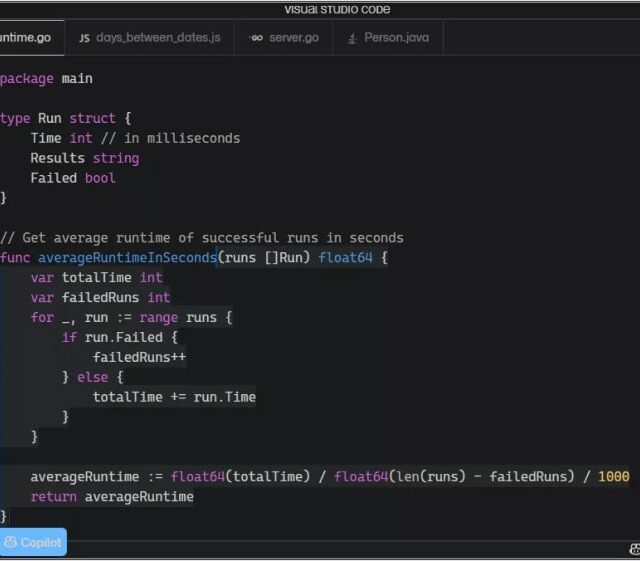 VISUAL STUDIO CODE
untime.go JS days_between_dates.js server.go Person.java
package main
type Run struct {
    Time int // in milliseconds
    Results string
    Failed bool
}
// Get average runtime of successful runs in seconds
func averageRuntimeInSeconds(runs []Run) float64 {
    var totalTime int
    var failedRuns int
    for _, run := range runs {
        if run.Failed {
            failedRuns++
        } else {
            totalTime += run.Time
        }
    }
    averageRuntime := float64(totalTime) / float64(len(runs) - failedRuns) / 1000
    return averageRuntime
}
Copilot